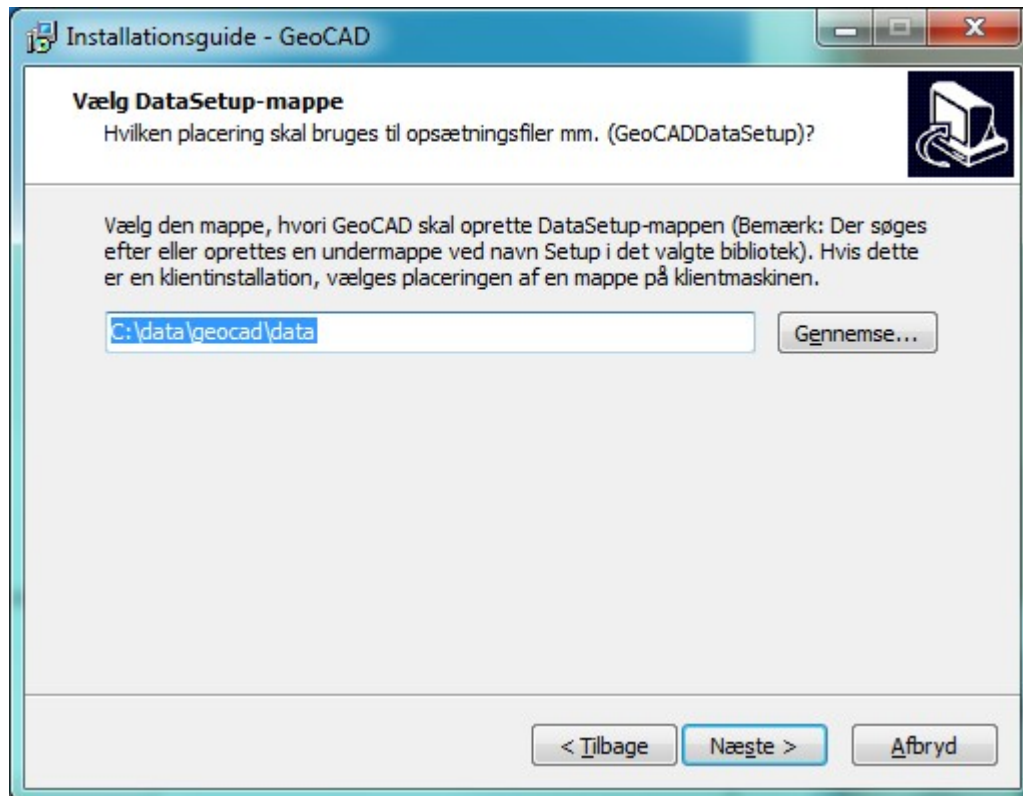 Installationsguide - GeoCAD
Vælg DataSetup-mappe
Hvilken placering skal bruges til opsætningsfiler mm. (GeoCADDataSetup)?
Vælg den mappe, hvori GeoCAD skal oprette DataSetup-mappen (Bemærk: Der søges
efter eller oprettes en undermappe ved navn Setup i det valgte bibliotek). Hvis dette
er en klientinstallation, vælges placeringen af en mappe på klientmaskinen.
C:\data\geocad\data
Gennemse...
< Tilbage
Næste >
Afbryd